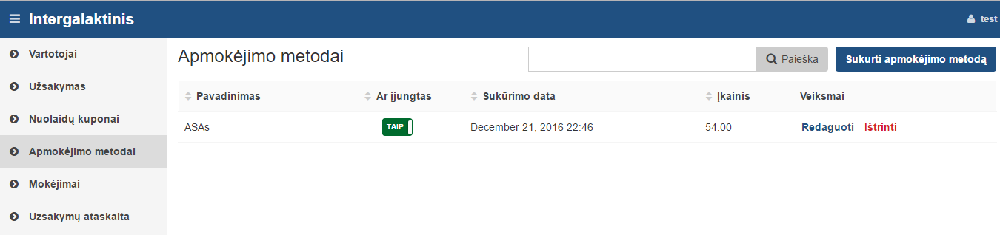 Intergalaktinis
test
Vartotojai
Užsakymas
Nuolaidų kuponai
Apmokėjimo metodai
Mokėjimai
Uzsakymų ataskaita
Apmokėjimo metodai
Paieška
Sukurti apmokėjimo metodą
Pavadinimas Ar įjungtas Sukūrimo data Įkainis Veiksmai
ASAs TAIP December 21, 2016 22:46 54.00 Redaguoti Ištrinti